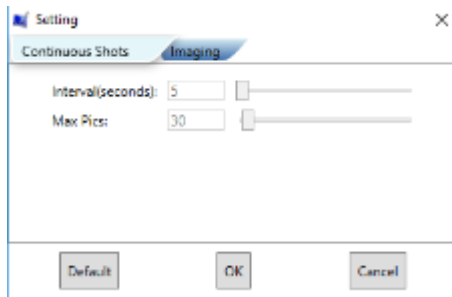 Setting
Continuous Shots Imaging
Interval(seconds): 5
Max Pics: 30
Default OK Cancel